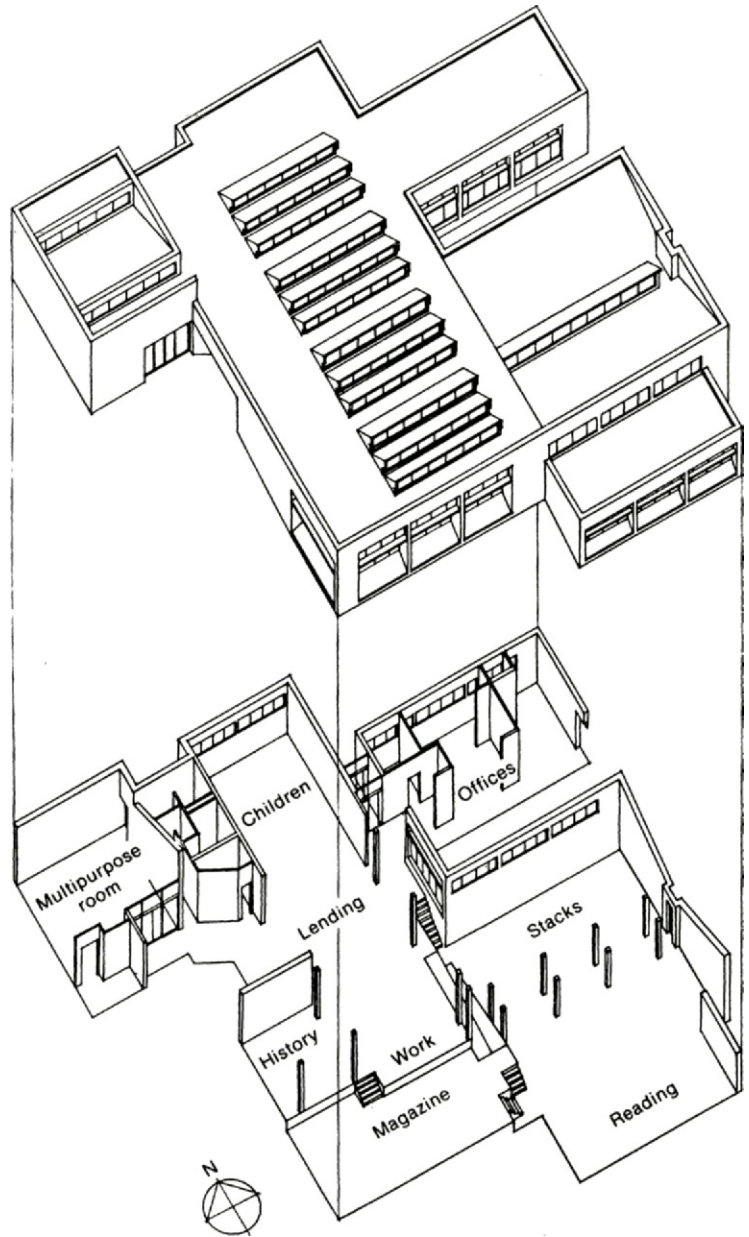 Offices
Children
Multipurpose
room
Lending
Stacks
History
Work
Magazine
Reading
N